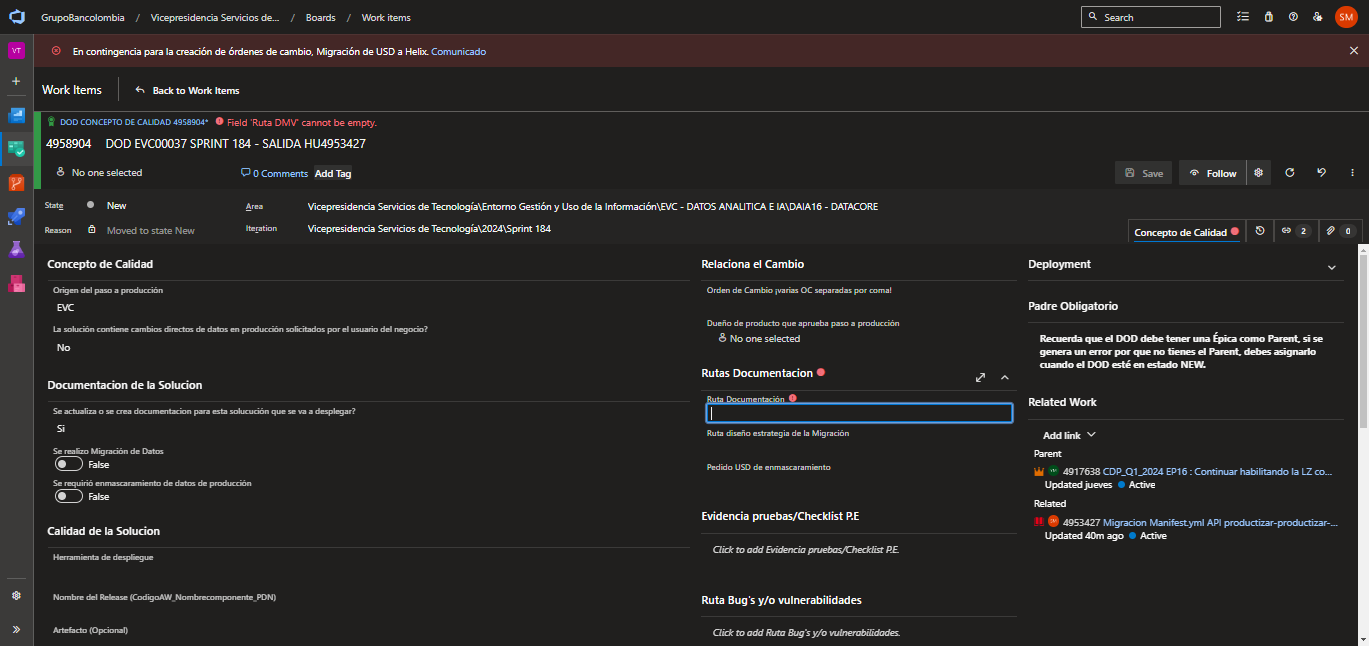 GrupoBancolombia / Vicepresidencia Servicios de... / Boards / Work items
Search
SM
VT
En contingencia para la creación de órdenes de cambio, Migración de USD a Helix. Comunicado
Work Items
Back to Work Items
DOD CONCEPTO DE CALIDAD 4958904*
Field 'Ruta DMV' cannot be empty.
4958904 DOD EVC00037 SPRINT 184 - SALIDA HU4953427
No one selected
0 Comments
Add Tag
Save
Follow
State
New
Area
Vicepresidencia Servicios de Tecnología\Entorno Gestión y Uso de la Información\EVC - DATOS ANALITICA E IA\DAIA16 - DATACORE
Reason
Moved to state New
Iteration
Vicepresidencia Servicios de Tecnología\2024\Sprint 184
Concepto de Calidad
2
0
Concepto de Calidad
Origen del paso a producción
EVC
La solución contiene cambios directos de datos en producción solicitados por el usuario del negocio?
No
Documentacion de la Solucion
Se actualiza o se crea documentacion para esta solucución que se va a desplegar?
Si
Se realizo Migración de Datos
False
Se requirió enmascaramiento de datos de producción
False
Calidad de la Solucion
Herramienta de despliegue
Nombre del Release (CodigoAW_Nombrecomponente_PDN)
Artefacto (Opcional)
Relaciona el Cambio
Orden de Cambio ¡varias OC separadas por coma!
Dueño de producto que aprueba paso a producción
No one selected
Rutas Documentacion
Ruta Documentación
Ruta diseño estrategia de la Migración
Pedido USD de enmascaramiento
Evidencia pruebas/Checklist P.E
Click to add Evidencia pruebas/Checklist P.E.
Ruta Bug's y/o vulnerabilidades
Click to add Ruta Bug's y/o vulnerabilidades.
Deployment
Padre Obligatorio
Recuerda que el DOD debe tener una Épica como Parent, si se
genera un error por que no tienes el Parent, debes asignarlo
cuando el DOD esté en estado NEW.
Related Work
Add link
Parent
4917638 CDP_Q1_2024 EP16 : Continuar habilitando la LZ co...
Updated jueves
Active
Related
SM
4953427 Migracion Manifest.yml API productizar-productizar-...
Updated 40m ago
Active